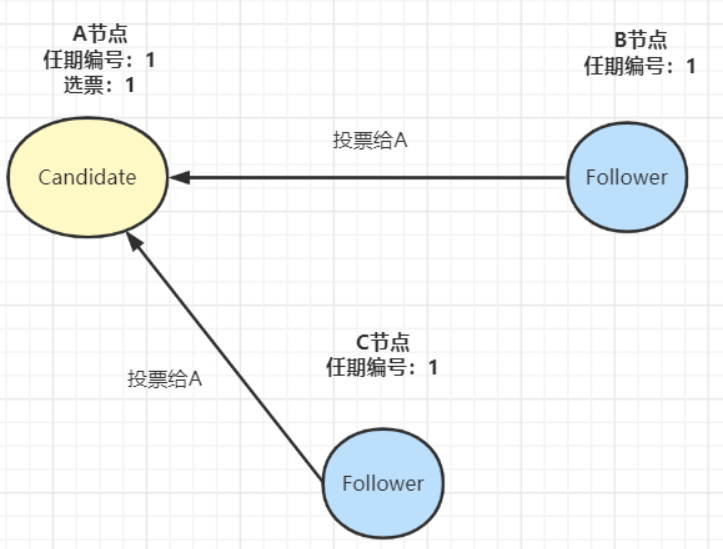 A节点
任期编号：1
选票：1
Candidate
投票给A
B节点
任期编号：1
Follower
投票给A
C节点
任期编号：1
Follower